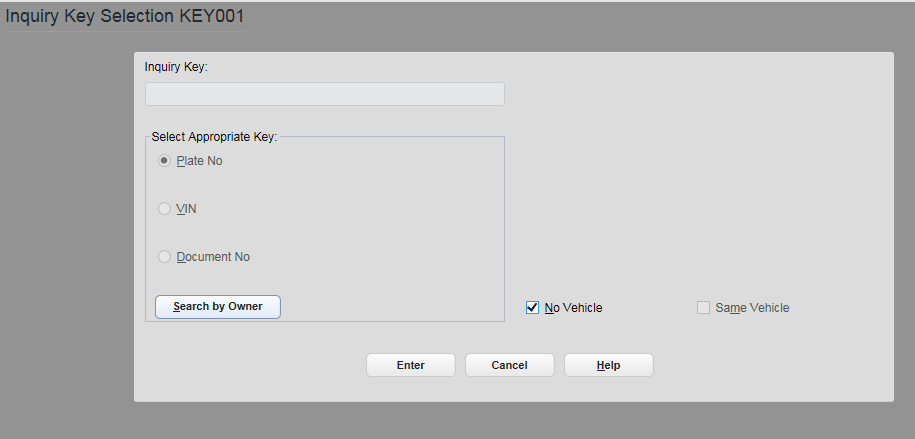 Inquiry Key Selection KEY001
Inquiry Key:
Select Appropriate Key:
Plate No
VIN
Document No
Search by Owner
No Vehicle
Same Vehicle
Enter
Cancel
Help